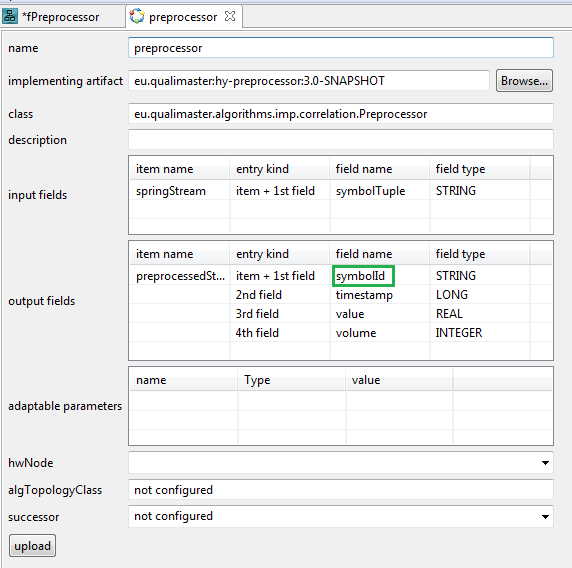 *fPreprocessor preprocessor
name preprocessor
implementing artifact eu.qualimaster:hy-preprocessor:3.0-SNAPSHOT Browse...
class eu.qualimaster.algorithms.imp.correlation.Preprocessor
description
input fields
item name entry kind field name field type
springStream item + 1st field symbolTuple STRING
output fields
item name entry kind field name field type
preprocessedSt... item + 1st field symbolId STRING
2nd field timestamp LONG
3rd field value REAL
4th field volume INTEGER
adaptable parameters
name Type value
hwNode
algTopologyClass not configured
successor not configured
upload